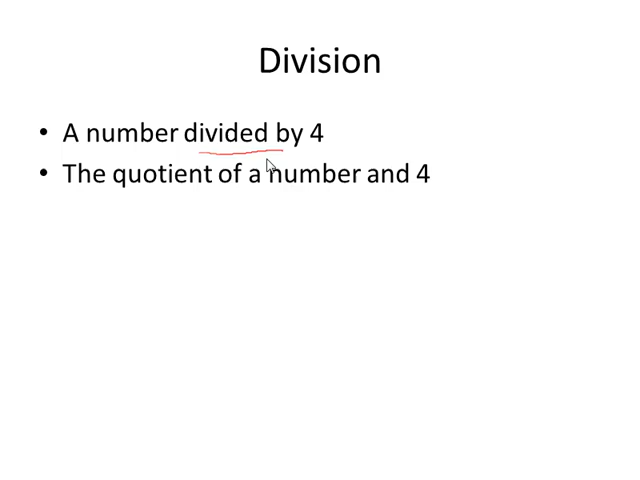 Division
• A number divided by 4
• The quotient of a number and 4